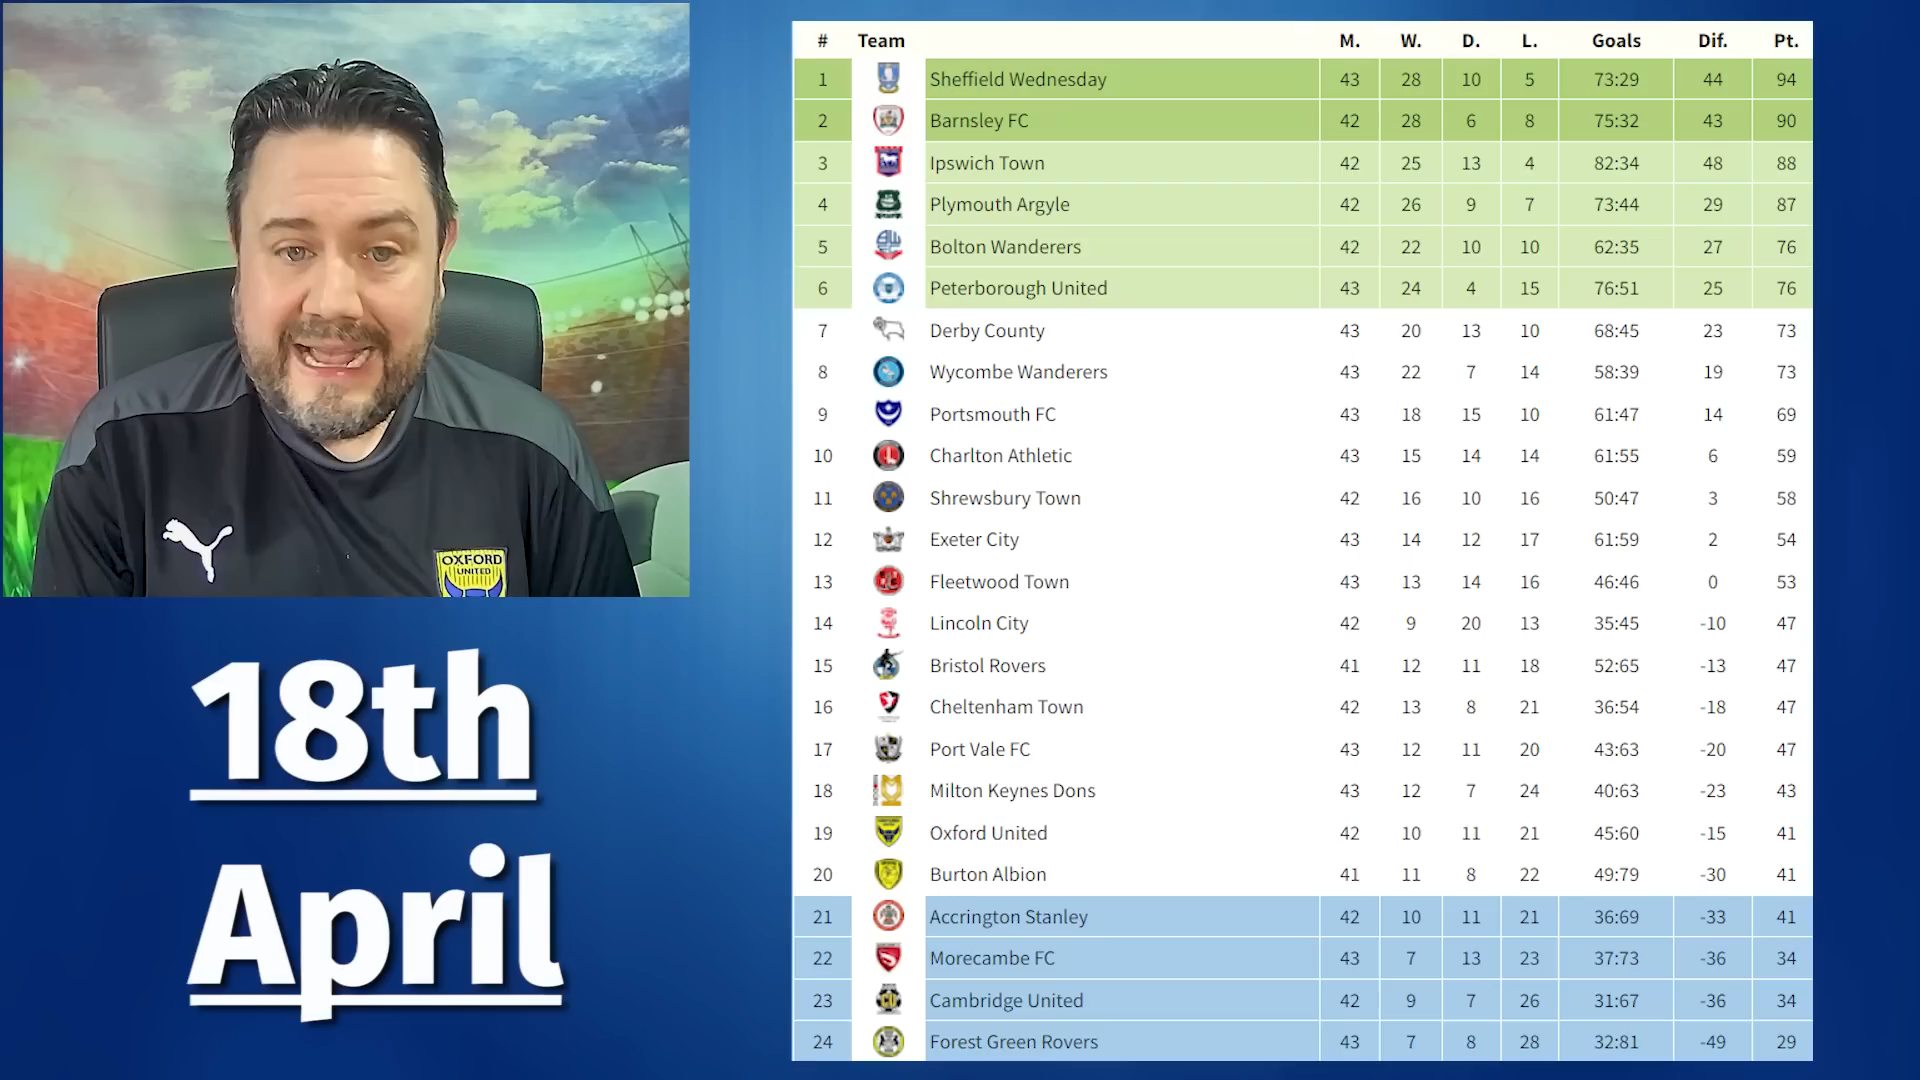 OXFORD
UNITED
18th
April
# Team M. W. D. L. Goals Dif. Pt.
1 Sheffield Wednesday 43 28 10 5 73:29 44 94
2 Barnsley FC 42 28 6 8 75:32 43 90
3 Ipswich Town 42 25 13 4 82:34 48 88
4 Plymouth Argyle 42 26 9 7 73:44 29 87
5 Bolton Wanderers 42 22 10 10 62:35 27 76
6 Peterborough United 43 24 4 15 76:51 25 76
7 Derby County 43 20 13 10 68:45 23 73
8 Wycombe Wanderers 43 22 7 14 58:39 19 73
9 Portsmouth FC 43 18 15 10 61:47 14 69
10 Charlton Athletic 43 15 14 14 61:55 6 59
11 Shrewsbury Town 42 16 10 16 50:47 3 58
12 Exeter City 43 14 12 17 61:59 2 54
13 Fleetwood Town 43 13 14 16 46:46 0 53
14 Lincoln City 42 9 20 13 35:45 -10 47
15 Bristol Rovers 41 12 11 18 52:65 -13 47
16 Cheltenham Town 42 13 8 21 36:54 -18 47
17 Port Vale FC 43 12 11 20 43:63 -20 47
18 Milton Keynes Dons 43 12 7 24 40:63 -23 43
19 Oxford United 42 10 11 21 45:60 -15 41
20 Burton Albion 41 11 8 22 49:79 -30 41
21 Accrington Stanley 42 10 11 21 36:69 -33 41
22 Morecambe FC 43 7 13 23 37:73 -36 34
23 Cambridge United 42 9 7 26 31:67 -36 34
24 Forest Green Rovers 43 7 8 28 32:81 -49 29